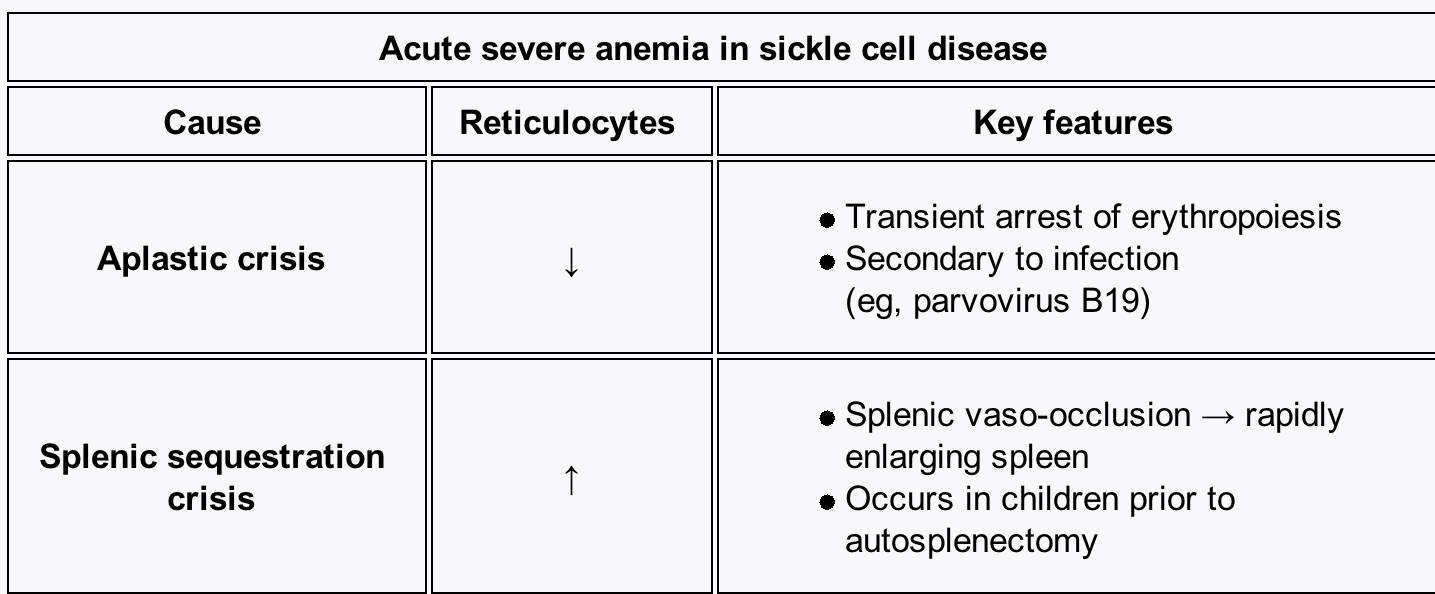 Acute severe anemia in sickle cell disease
Cause
Reticulocytes
Key features
Aplastic crisis
↓
● Transient arrest of erythropoiesis
● Secondary to infection
(eg, parvovirus B19)
Splenic sequestration
crisis
↑
● Splenic vaso-occlusion → rapidly
enlarging spleen
● Occurs in children prior to
autosplenectomy